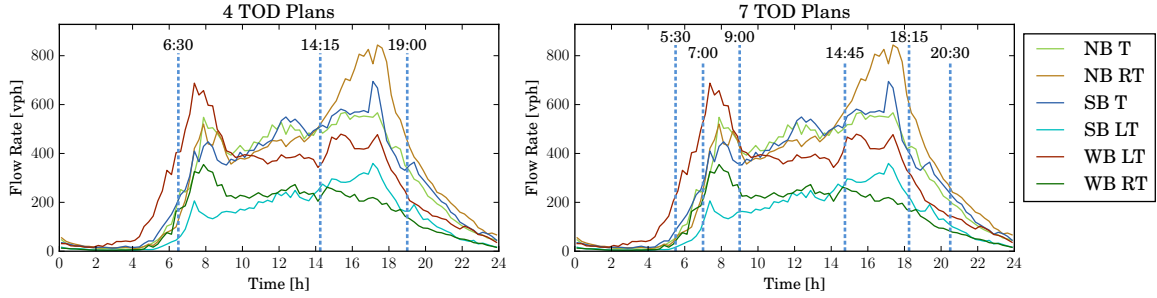 4 TOD Plans
6:30
14:15
19:00
800
600
400
200
0
Flow Rate [vph]
0 2 4 6 8 10 12 14 16 18 20 22 24
Time [h]
7 TOD Plans
5:30
7:00
9:00
14:45
18:15
20:30
800
600
400
200
0
Flow Rate [vph]
0 2 4 6 8 10 12 14 16 18 20 22 24
Time [h]
NB T
NB RT
SB T
SB LT
WB LT
WB RT